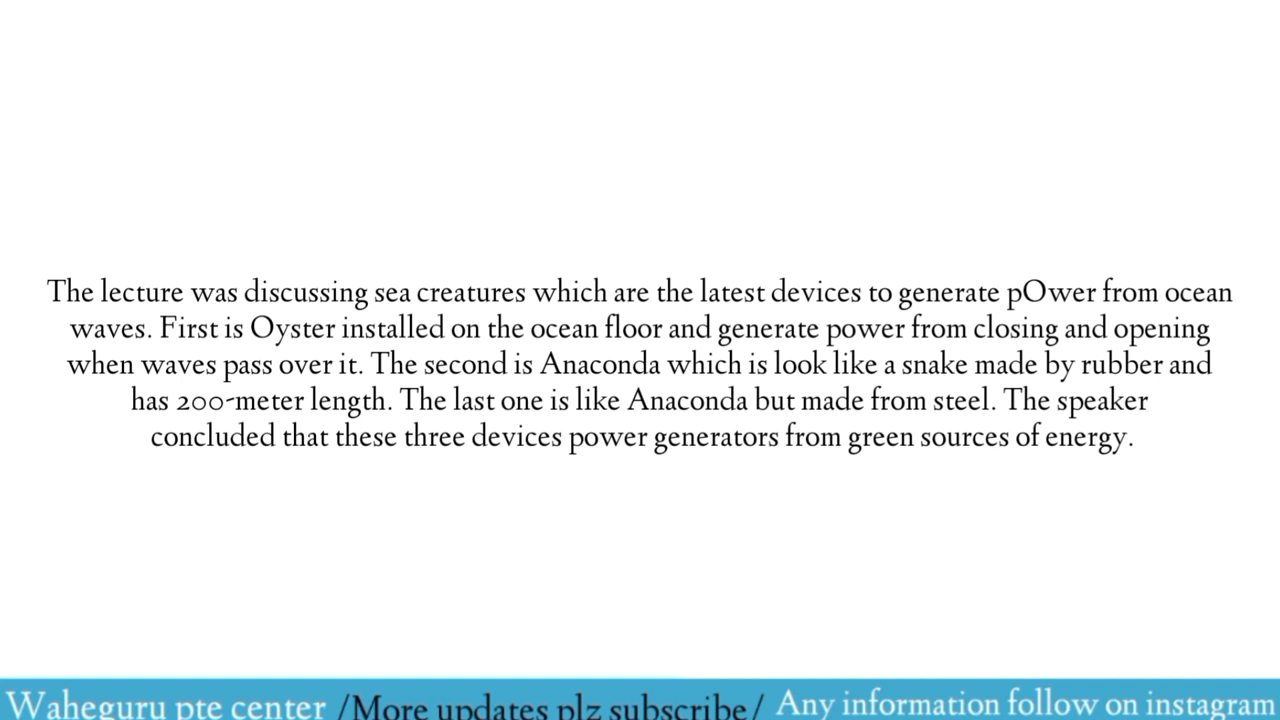 The lecture was discussing sea creatures which are the latest devices to generate pOwer from ocean
waves. First is Oyster installed on the ocean floor and generate power from closing and opening
when waves pass over it. The second is Anaconda which is look like a snake made by rubber and
has 200-meter length. The last one is like Anaconda but made from steel. The speaker
concluded that these three devices power generators from green sources of energy.
Waheguru pte center /More updates plz subscribe/ Any information follow on instagram